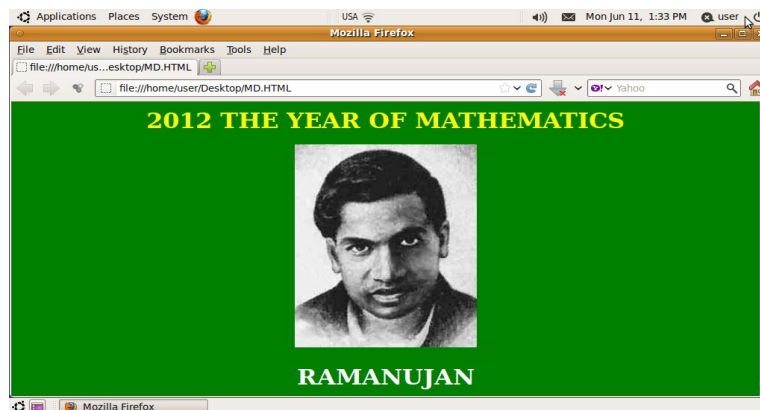 Applications Places System USA Mon Jun 11, 1:33 PM user
Mozilla Firefox
File Edit View History Bookmarks Tools Help
file:///home/us...esktop/MD.HTML
file:///home/user/Desktop/MD.HTML Yahoo
2012 THE YEAR OF MATHEMATICS
RAMANUJAN
Mozilla Firefox